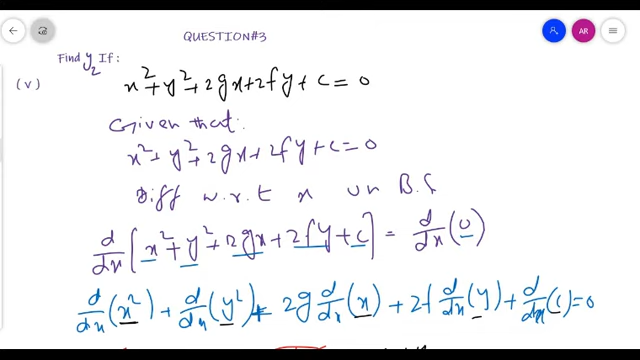 QUESTION#3
AR
Find y₂ If:
(v) x² + y² + 2gx + 2fy + c = 0
Given that:
x² + y² + 2gx + 2fy + c = 0
Diff w.r.t x on B.S
d/dx [x² + y² + 2gx + 2fy + c] = d/dx (0)
d/dx (x²) + d/dx (y²) + 2g d/dx (x) + 2f d/dx (y) + d/dx (c) = 0